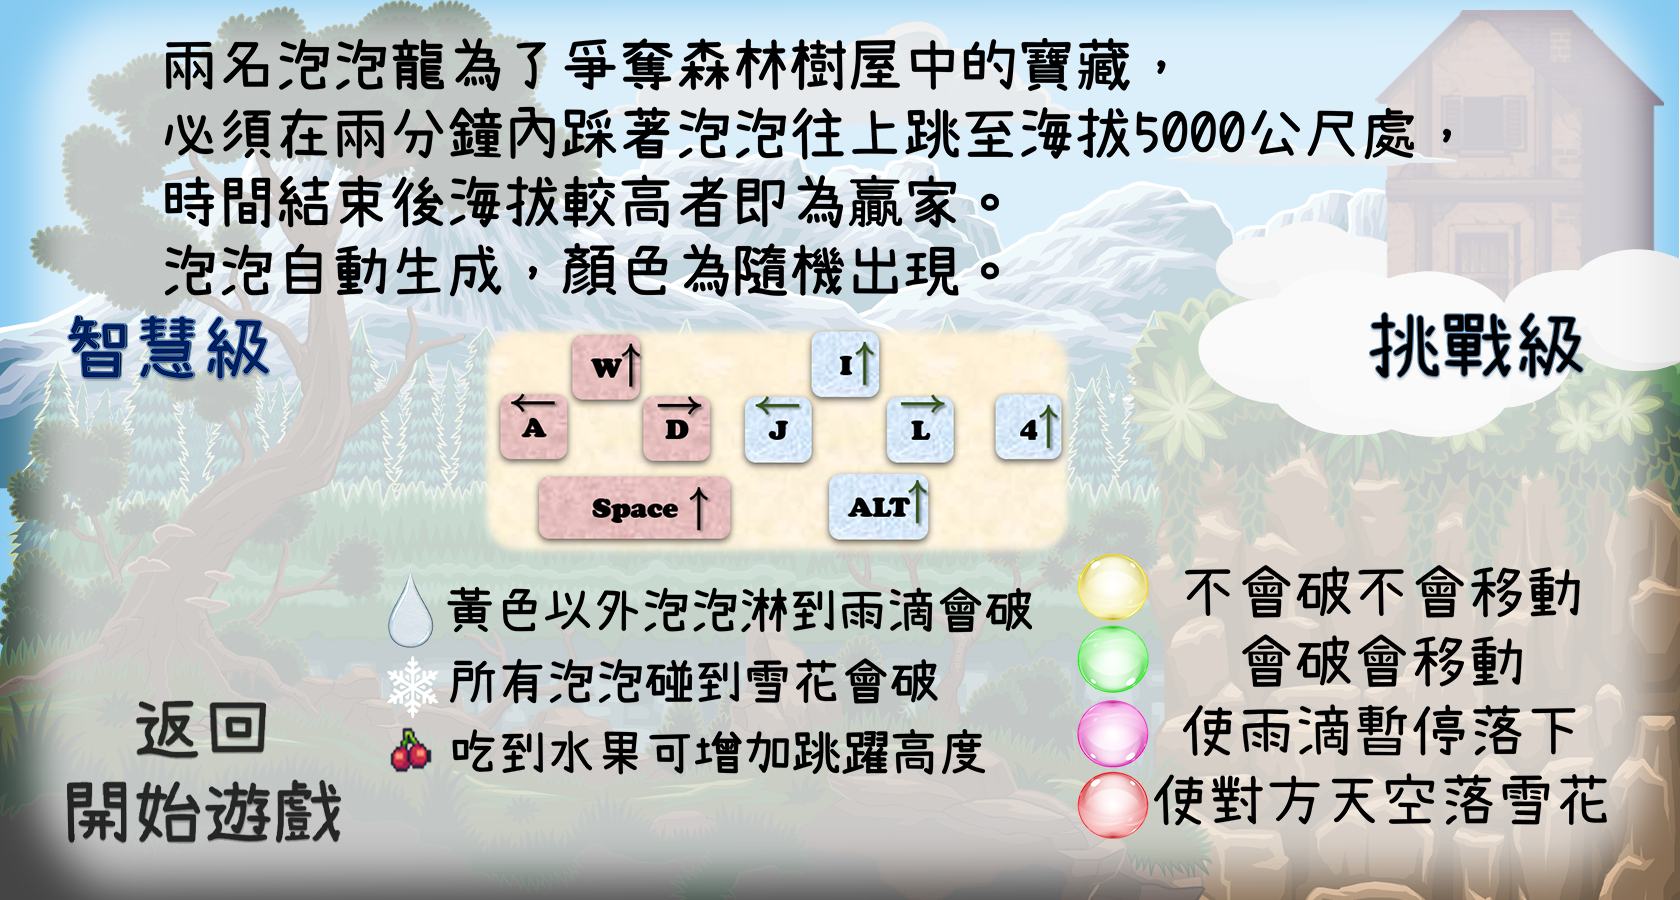 兩名泡泡龍為了爭奪森林樹屋中的寶藏，
必須在兩分鐘內踩著泡泡往上跳至海拔5000公尺處，
時間結束後海拔較高者即為贏家。
泡泡自動生成，顏色為隨機出現。
智慧級
挑戰級
W↑
I↑
←A
D→
←J
L→
4↑
Space ↑
ALT↑
黃色以外泡泡淋到雨滴會破
所有泡泡碰到雪花會破
吃到水果可增加跳躍高度
不會破不會移動
會破會移動
使雨滴暫停落下
使對方天空落雪花
返回
開始遊戲